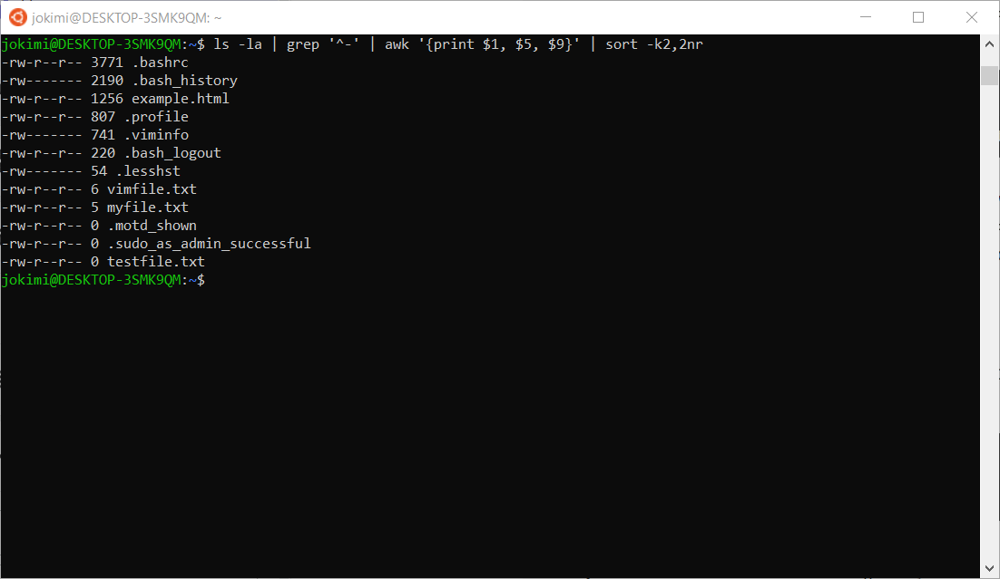 jokimi@DESKTOP-3SMK9QM: ~
jokimi@DESKTOP-3SMK9QM:~$ ls -la | grep '^-' | awk '{print $1, $5, $9}' | sort -k2,2nr
-rw-r--r-- 3771 .bashrc
-rw------- 2190 .bash_history
-rw-r--r-- 1256 example.html
-rw-r--r-- 807 .profile
-rw------- 741 .viminfo
-rw-r--r-- 220 .bash_logout
-rw------- 54 .lesshst
-rw-r--r-- 6 vimfile.txt
-rw-r--r-- 5 myfile.txt
-rw-r--r-- 0 .motd_shown
-rw-r--r-- 0 .sudo_as_admin_successful
-rw-r--r-- 0 testfile.txt
jokimi@DESKTOP-3SMK9QM:~$